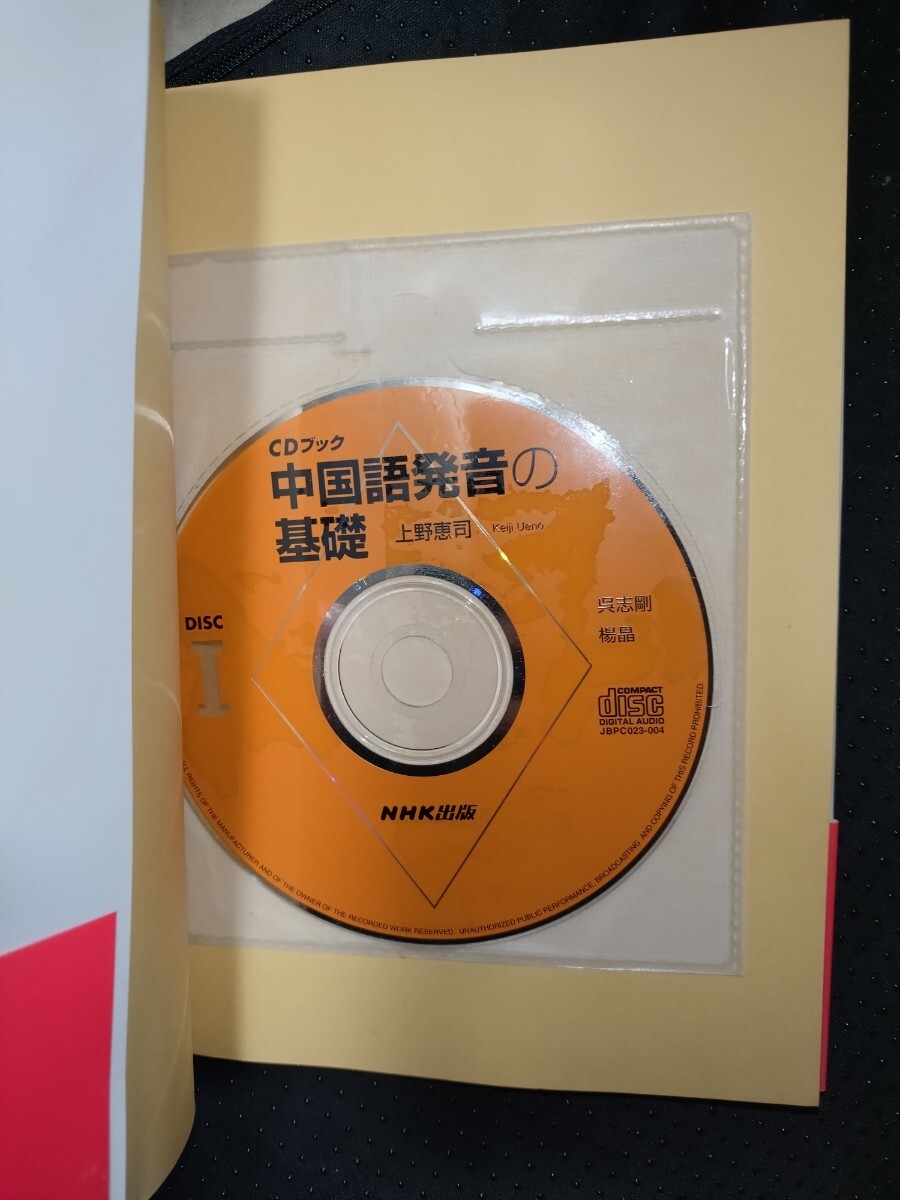 CDブック
中国語発音の
基礎 上野恵司 Keiji Ueno
DISC
I
呉志剛
楊晶
COMPACT
disc
DIGITAL AUDIO
JBPC023-004
NHK出版
ALL RIGHTS OF THE MANUFACTURER AND OF THE OWNER OF THE RECORDED WORK RESERVED. UNAUTHORIZED PUBLIC PERFORMANCE, BROADCASTING AND COPYING OF THIS RECORD PROHIBITED